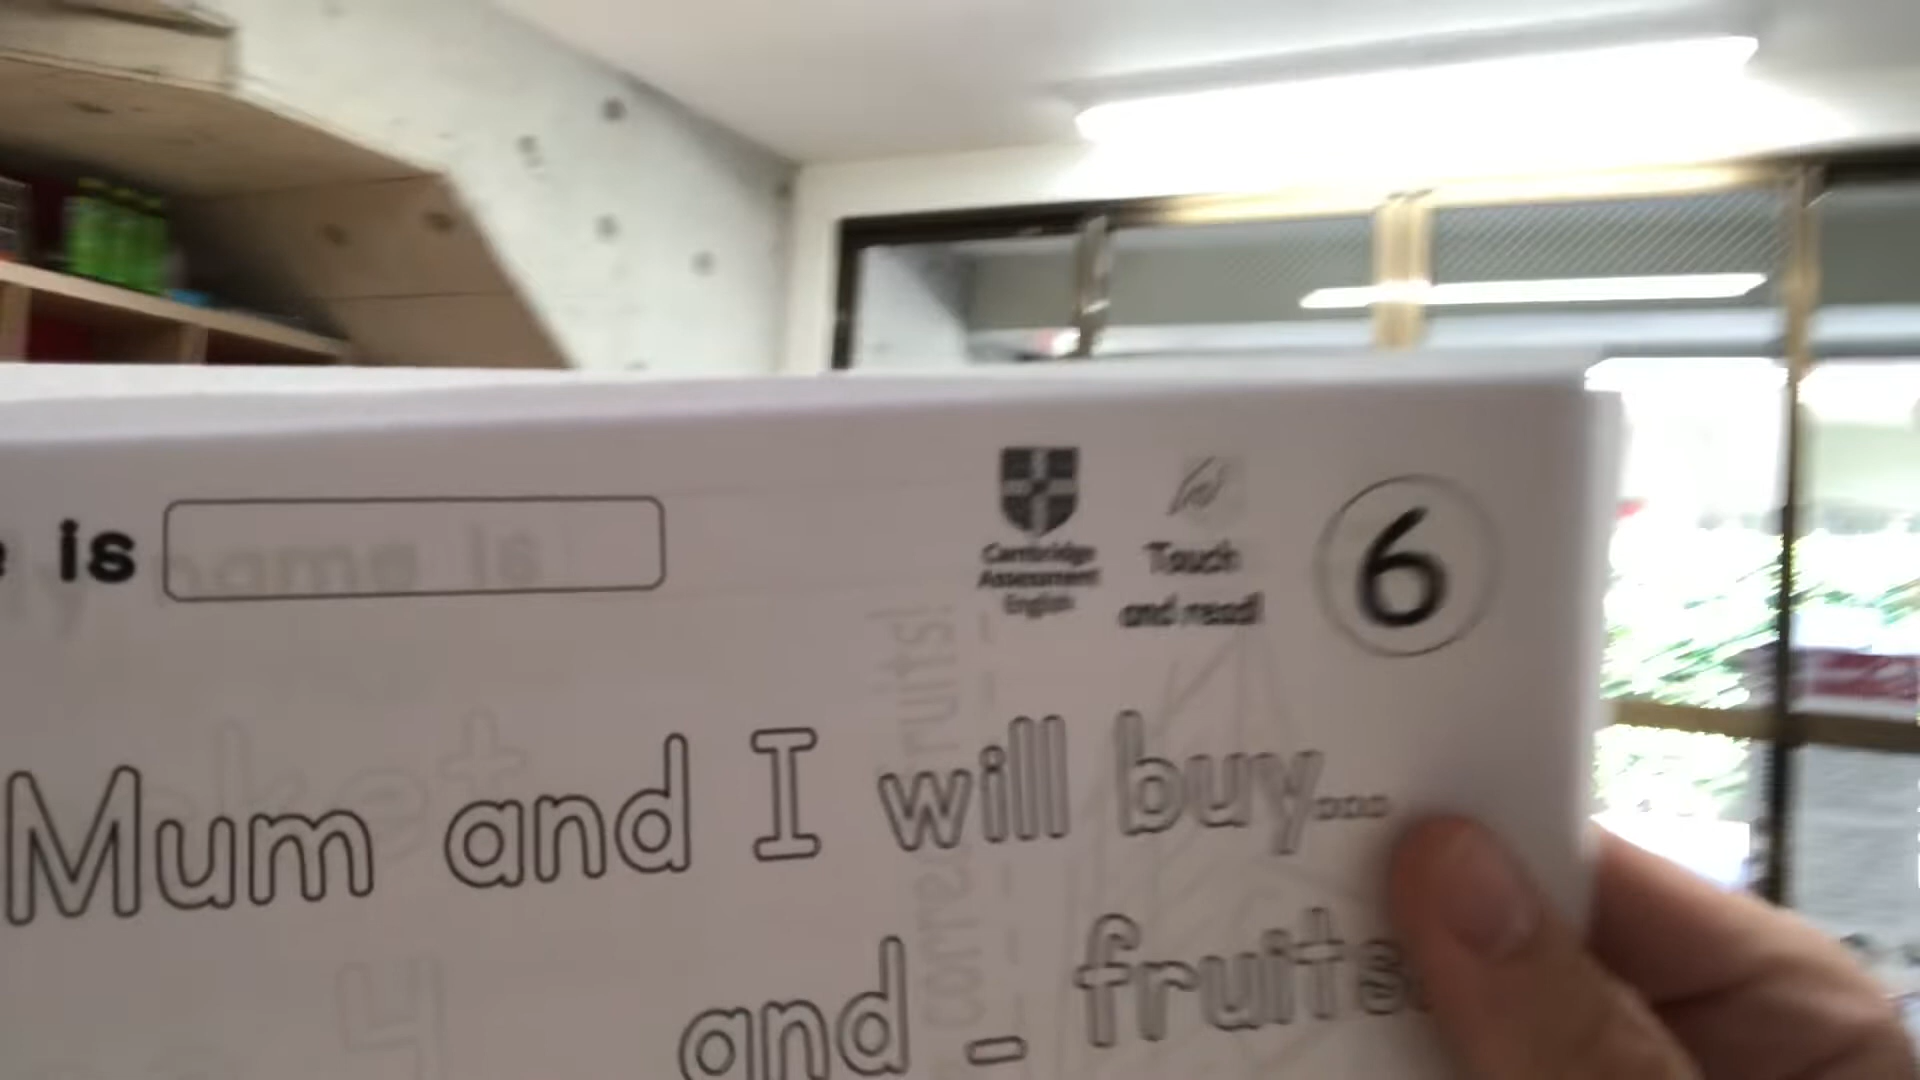 is
Cambridge
Assessment
English
Touch
and read!
6
Mum and I will buy...
and _ fruits